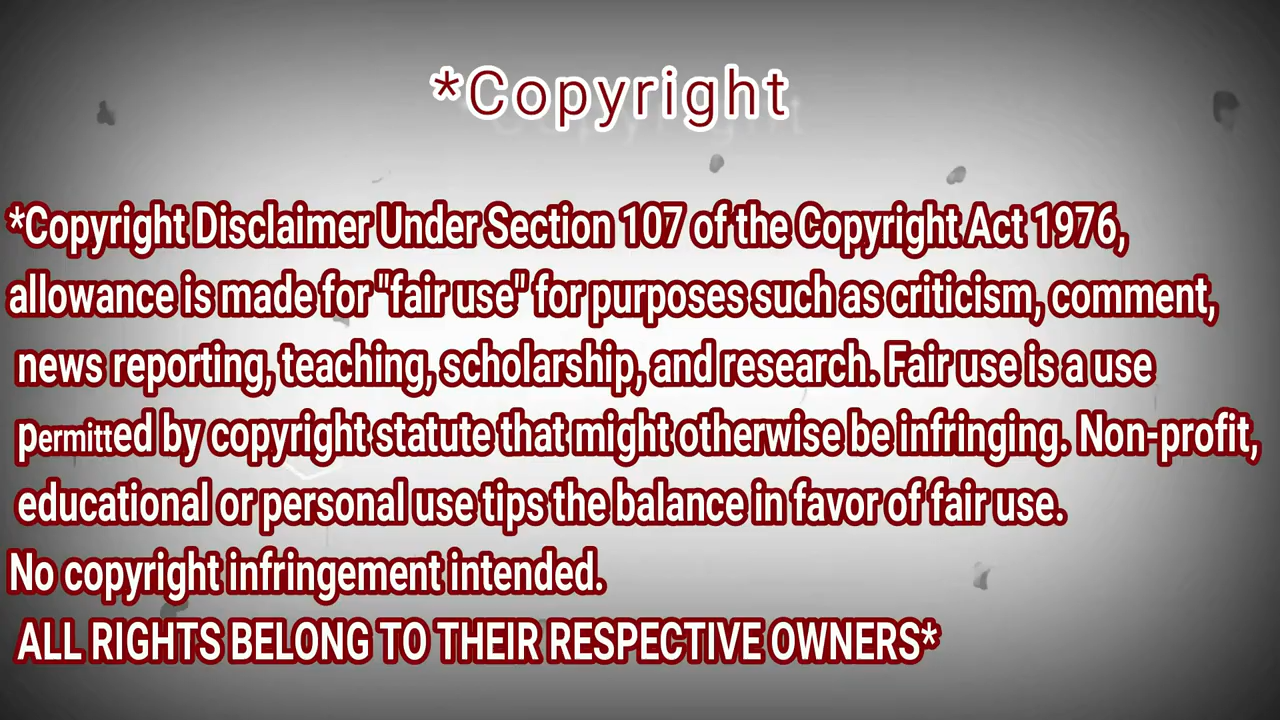 *Copyright
*Copyright Disclaimer Under Section 107 of the Copyright Act 1976,
allowance is made for "fair use" for purposes such as criticism, comment,
news reporting, teaching, scholarship, and research. Fair use is a use
permitted by copyright statute that might otherwise be infringing. Non-profit,
educational or personal use tips the balance in favor of fair use.
No copyright infringement intended.
ALL RIGHTS BELONG TO THEIR RESPECTIVE OWNERS*